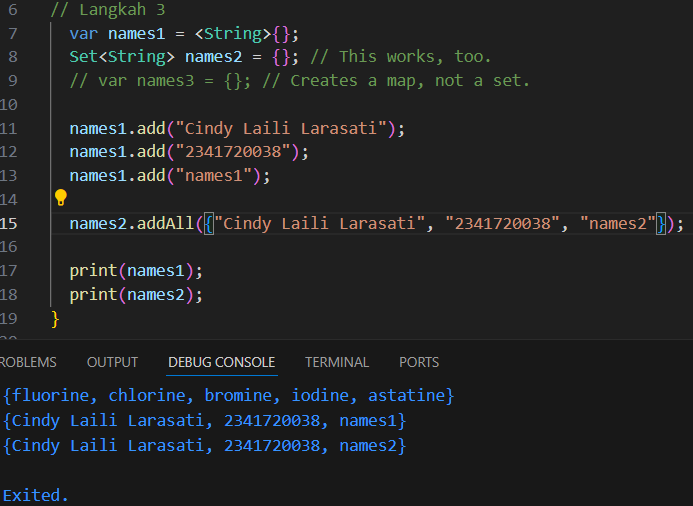 6 // Langkah 3
7 var names1 = <String>{};
8 Set<String> names2 = {}; // This works, too.
9 // var names3 = {}; // Creates a map, not a set.
10
11 names1.add("Cindy Laili Larasati");
12 names1.add("2341720038");
13 names1.add("names1");
14
15 names2.addAll({"Cindy Laili Larasati", "2341720038", "names2"});
16
17 print(names1);
18 print(names2);
19 }
ROBLEMS OUTPUT DEBUG CONSOLE TERMINAL PORTS
{fluorine, chlorine, bromine, iodine, astatine}
{Cindy Laili Larasati, 2341720038, names1}
{Cindy Laili Larasati, 2341720038, names2}
Exited.